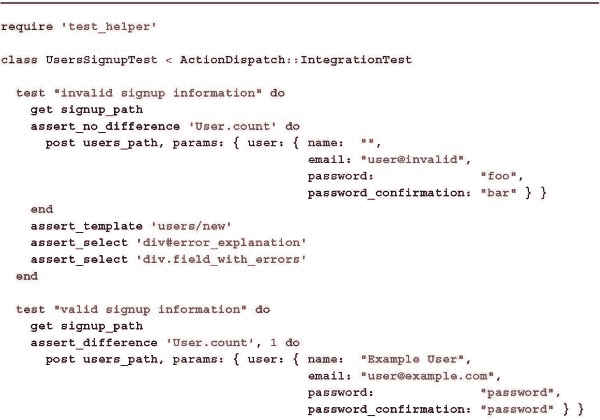 require 'test_helper'
class UsersSignupTest < ActionDispatch::IntegrationTest
  test "invalid signup information" do
    get signup_path
    assert_no_difference 'User.count' do
      post users_path, params: { user: { name:  "",
                                         email: "user@invalid",
                                         password:              "foo",
                                         password_confirmation: "bar" } }
    end
    assert_template 'users/new'
    assert_select 'div#error_explanation'
    assert_select 'div.field_with_errors'
  end
  test "valid signup information" do
    get signup_path
    assert_difference 'User.count', 1 do
      post users_path, params: { user: { name:  "Example User",
                                         email: "user@example.com",
                                         password:              "password",
                                         password_confirmation: "password" } }